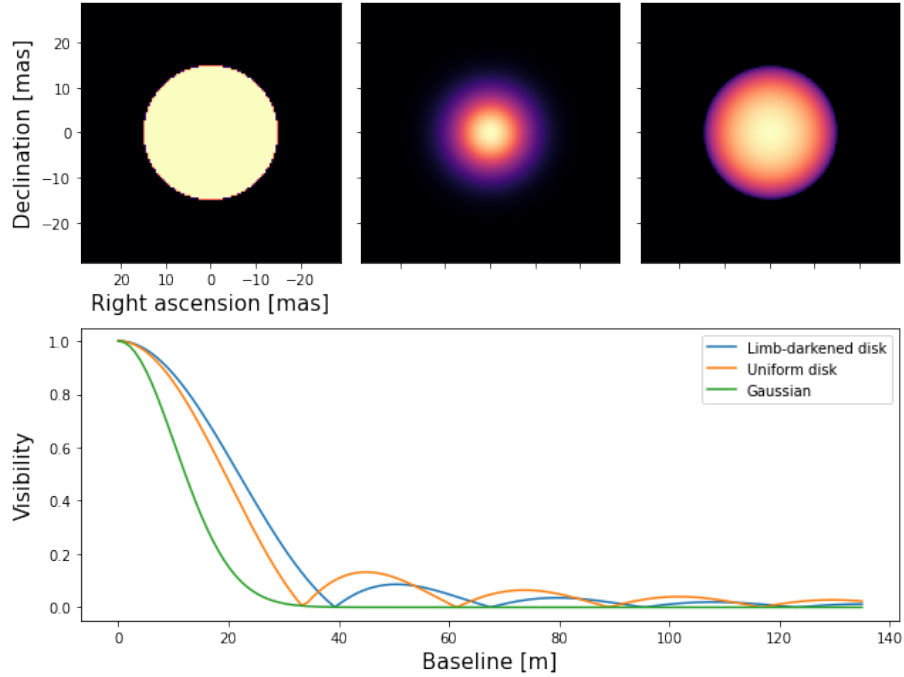 Declination [mas]
20
10
0
−10
−20
20 10 0 −10 −20
Right ascension [mas]
Visibility
1.0
0.8
0.6
0.4
0.2
0.0
Limb-darkened disk
Uniform disk
Gaussian
0 20 40 60 80 100 120 140
Baseline [m]